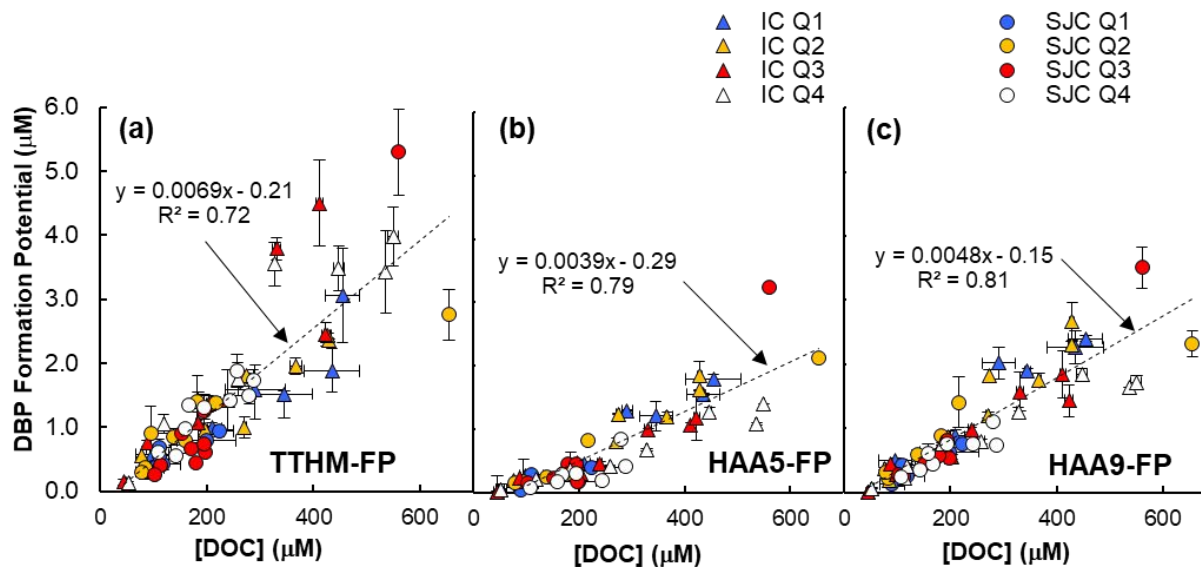 IC Q1
IC Q2
IC Q3
IC Q4
SJC Q1
SJC Q2
SJC Q3
SJC Q4
DBP Formation Potential (μM)
6.0
5.0
4.0
3.0
2.0
1.0
0.0
(a)
y = 0.0069x - 0.21
R² = 0.72
TTHM-FP
0 200 400 600
[DOC] (μM)
(b)
y = 0.0039x - 0.29
R² = 0.79
HAA5-FP
0 200 400 600
[DOC] (μM)
(c)
y = 0.0048x - 0.15
R² = 0.81
HAA9-FP
0 200 400 600
[DOC] (μM)